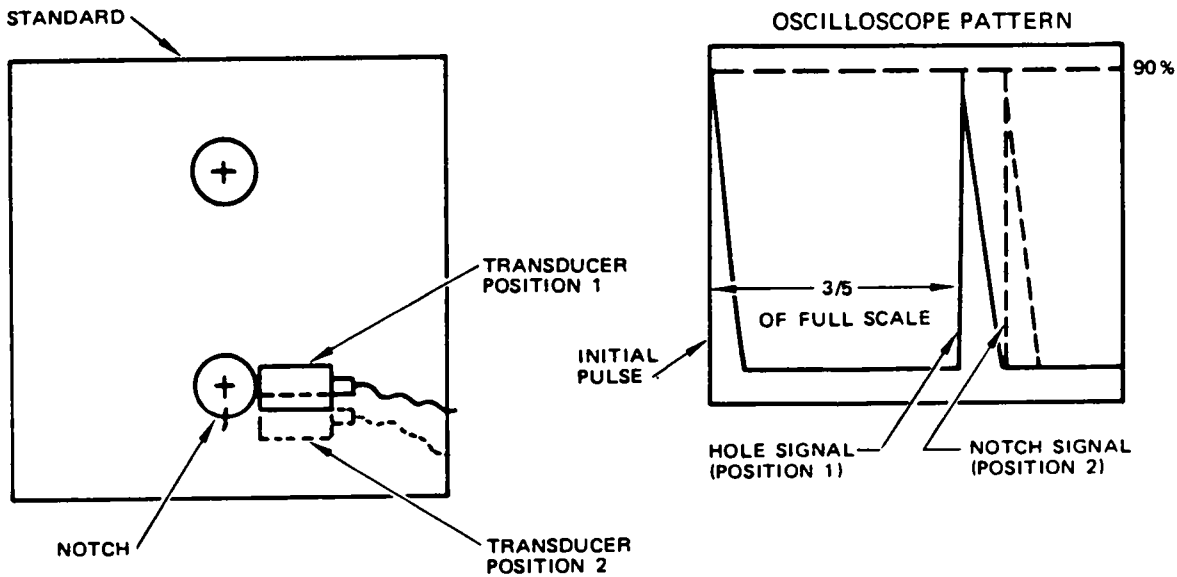 STANDARD
OSCILLOSCOPE PATTERN
90%
TRANSDUCER
POSITION 1
3/5
OF FULL SCALE
INITIAL
PULSE
HOLE SIGNAL
(POSITION 1)
NOTCH SIGNAL
(POSITION 2)
NOTCH
TRANSDUCER
POSITION 2